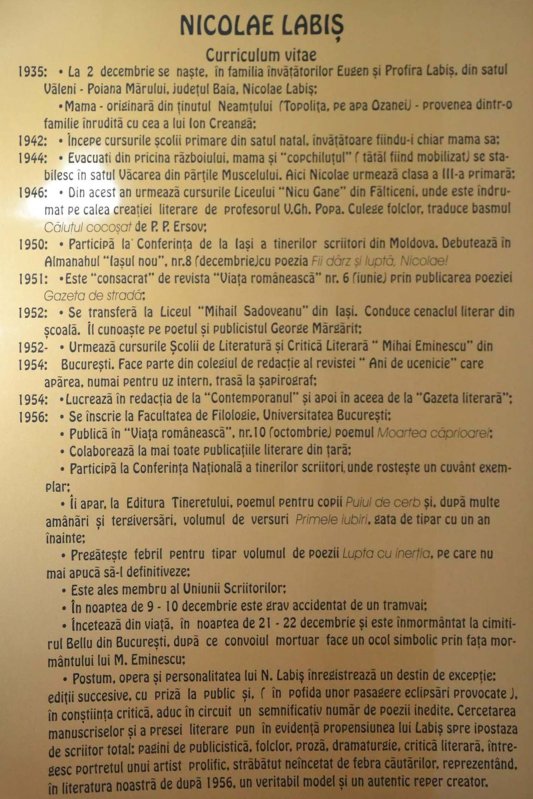 NICOLAE LABIȘ
Curriculum vitae
1935: • La 2 decembrie se naște, în familia învățătorilor Eugen și Profira Labiș, din satul
Văleni - Poiana Mărului, județul Baia, Nicolae Labiș;
• Mama - originară din ținutul Neamțului (Topolița, pe apa Ozanei) - provenea dintr-o
familie înrudită cu cea a lui Ion Creangă;
1942: • Începe cursurile școlii primare din satul natal, învățătoare fiindu-i chiar mama sa;
1944: • Evacuați din pricina războiului, mama și "copchiluțul" ( tatăl fiind mobilizat) se sta-
bilesc în satul Văcarea din părțile Muscelului. Aici Nicolae urmează clasa a III-a primară;
1946: • Din acest an urmează cursurile Liceului "Nicu Gane" din Fălticeni, unde este îndru-
mat pe calea creației literare de profesorul V.Gh. Popa. Culege folclor, traduce basmul
Căluțul cocoșat de P. P. Ersov;
1950: • Participă la Conferința de la Iași a tinerilor scriitori din Moldova. Debutează în
Almanahul "Iașul nou", nr.8 (decembrie)cu poezia Fii dârz și luptă, Nicolae!
1951: •Este "consacrat" de revista "Viața românească" nr. 6 (iunie) prin publicarea poeziei
Gazeta de stradă;
1952: • Se transferă la Liceul "Mihail Sadoveanu" din Iași. Conduce cenaclul literar din
școală. Îl cunoaște pe poetul și publicistul George Mărgărit;
1952- • Urmează cursurile Școlii de Literatură și Critică Literară " Mihai Eminescu" din
1954: București. Face parte din colegiul de redacție al revistei " Ani de ucenicie" care
apărea, numai pentru uz intern, trasă la șapirograf;
1954: •Lucrează în redacția de la "Contemporanul" și apoi în aceea de la "Gazeta literară";
1956: • Se înscrie la Facultatea de Filologie, Universitatea București;
• Publică în "Viața românească", nr.10 (octombrie) poemul Moartea căprioarei;
• Colaborează la mai toate publicațiile literare din țară;
• Participă la Conferința Națională a tinerilor scriitori, unde rostește un cuvânt exem-
plar;
• Îi apar, la Editura Tineretului, poemul pentru copii Puiul de cerb și, după multe
amânări și tergiversări, volumul de versuri Primele iubiri, gata de tipar cu un an
înainte;
• Pregătește febril pentru tipar volumul de poezii Lupta cu inerția, pe care nu
mai apucă să-l definitiveze;
• Este ales membru al Uniunii Scriitorilor;
• În noaptea de 9 - 10 decembrie este grav accidentat de un tramvai;
• Încetează din viață, în noaptea de 21 - 22 decembrie și este înmormântat la cimiti-
rul Bellu din București, după ce convoiul mortuar face un ocol simbolic prin fața mor-
mântului lui M. Eminescu;
• Postum, opera și personalitatea lui N. Labiș înregistrează un destin de excepție:
ediții succesive, cu priză la public și, ( în pofida unor pasagere eclipsări provocate ),
în conștiința critică, aduc în circuit un semnificativ număr de poezii inedite. Cercetarea
manuscriselor și a presei literare pun în evidență propensiunea lui Labiș spre ipostaza
de scriitor total: pagini de publicistică, folclor, proză, dramaturgie, critică literară, între-
gesc portretul unui artist prolific, străbătut neîncetat de febra căutărilor, reprezentând,
în literatura noastră de după 1956, un veritabil model și un autentic reper creator.